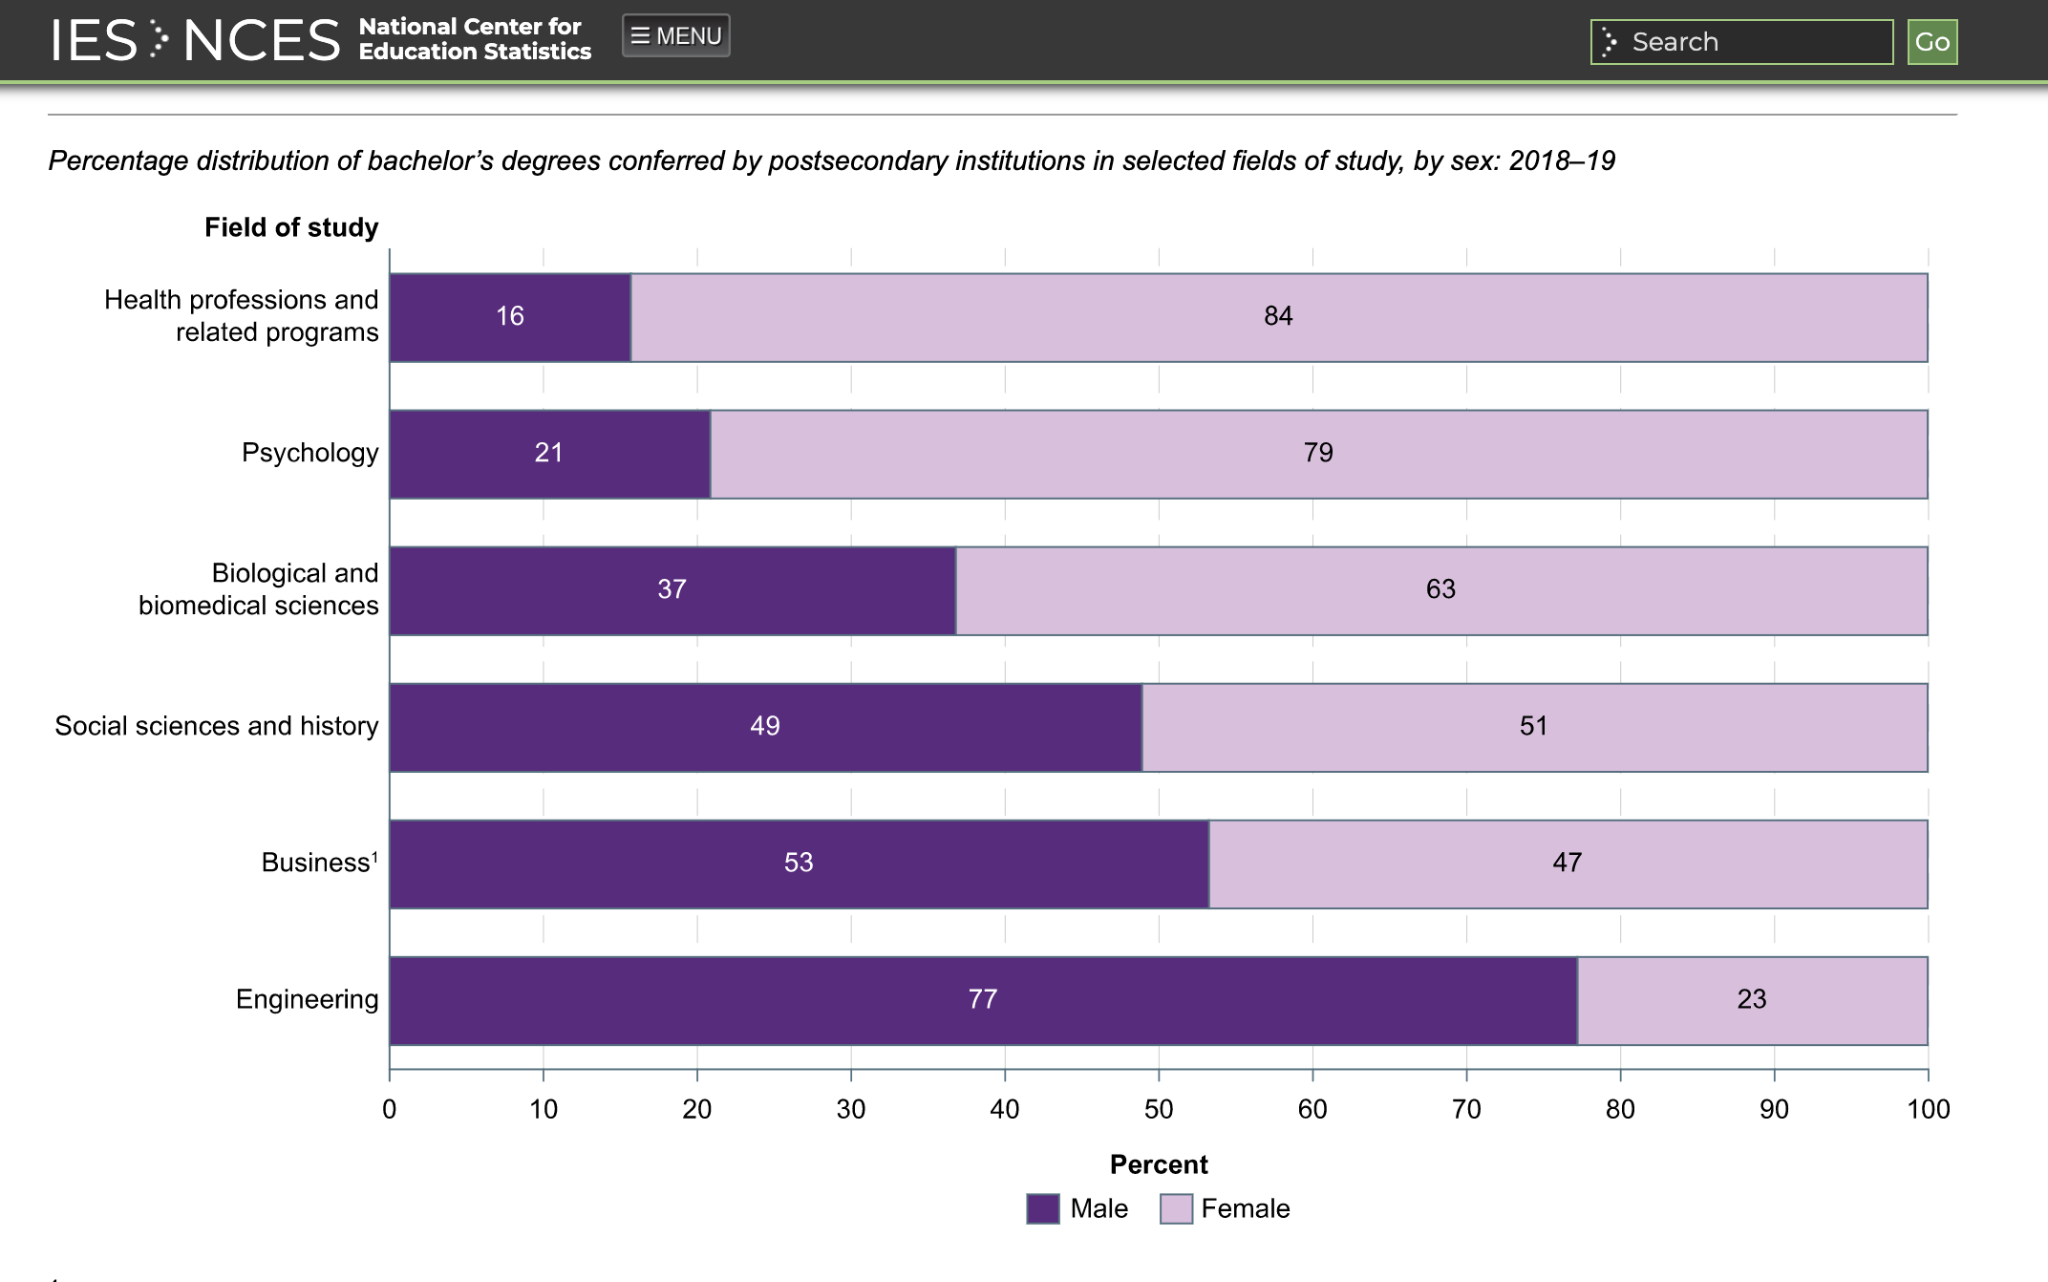 IES NCES National Center for
Education Statistics
☰ MENU
Search
Go
Percentage distribution of bachelor’s degrees conferred by postsecondary institutions in selected fields of study, by sex: 2018–19
Field of study
Health professions and
related programs
16
84
Psychology
21
79
Biological and
biomedical sciences
37
63
Social sciences and history
49
51
Business¹
53
47
Engineering
77
23
0 10 20 30 40 50 60 70 80 90 100
Percent
Male Female